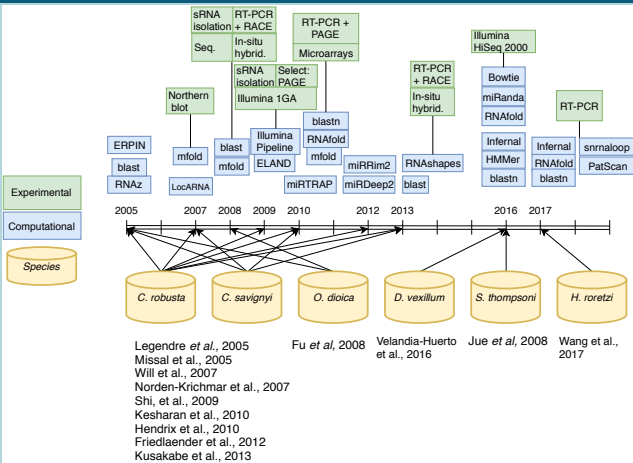 sRNA isolation
RT-PCR + RACE
Seq.
In-situ hybrid.
RT-PCR + PAGE
Microarrays
Illumina HiSeq 2000
sRNA isolation
Select: PAGE
Illumina 1GA
RT-PCR + RACE
In-situ hybrid.
Northern blot
RT-PCR
Bowtie
miRanda
RNAfold
ERPIN
blast
RNAz
mfold
LocARNA
blast
mfold
Illumina Pipeline
ELAND
blastn
RNAfold
mfold
miRTRAP
miRRim2
miRDeep2
RNAshapes
blast
Infernal
HMMer
blastn
Infernal
RNAfold
blastn
snrnaloop
PatScan
Experimental
Computational
Species
2005
2007
2008
2009
2010
2012
2013
2016
2017
C. robusta
C. savignyi
O. dioica
D. vexillum
S. thompsoni
H. roretzi
Legendre et al., 2005
Missal et al., 2005
Will et al., 2007
Norden-Krichmar et al., 2007
Shi, et al., 2009
Kesharan et al., 2010
Hendrix et al., 2010
Friedlaender et al., 2012
Kusakabe et al., 2013
Fu et al, 2008
Velandia-Huerto
et al., 2016
Jue et al, 2008
Wang et al.,
2017